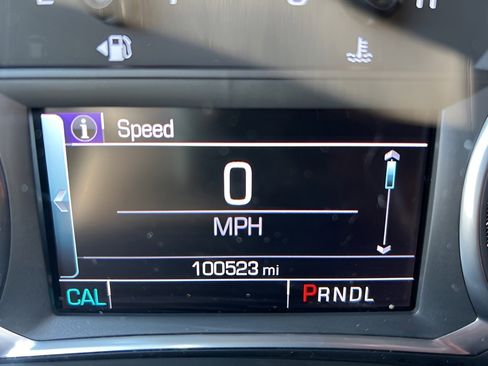 E F C H
Speed
0
MPH
100523 mi
CAL PRNDL